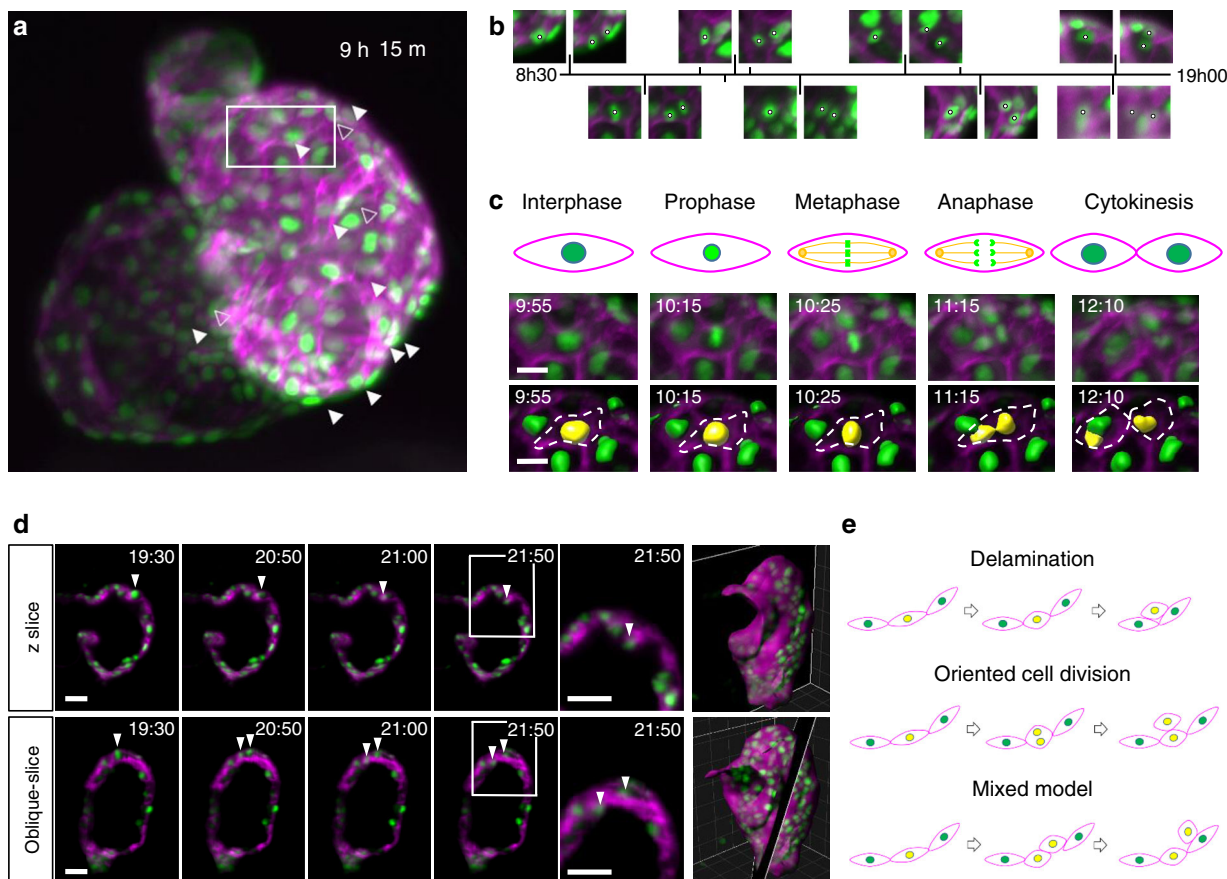 a
9 h 15 m
b
8h30
19h00
c
Interphase Prophase Metaphase Anaphase Cytokinesis
9:55 10:15 10:25 11:15 12:10
9:55 10:15 10:25 11:15 12:10
d
z slice
19:30 20:50 21:00 21:50 21:50
Oblique-slice
19:30 20:50 21:00 21:50 21:50
e
Delamination
Oriented cell division
Mixed model